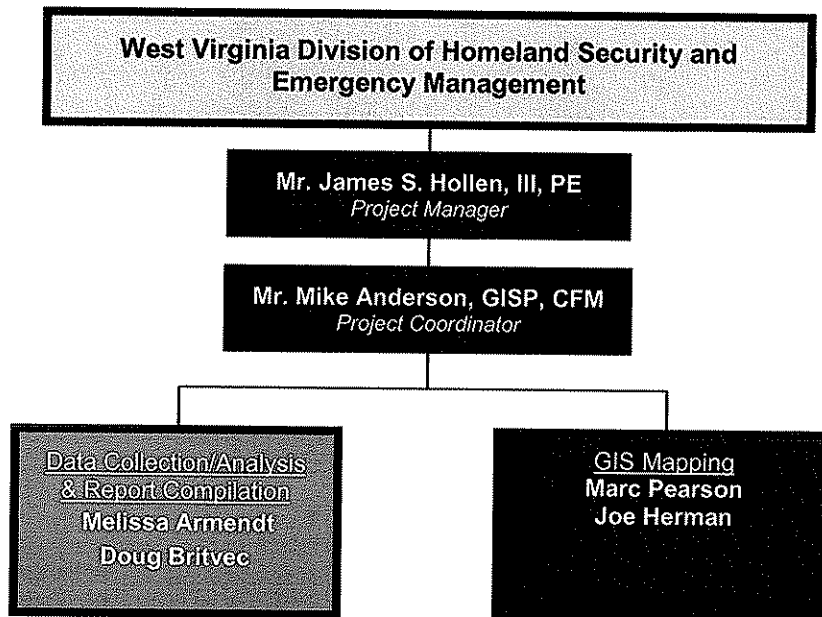 West Virginia Division of Homeland Security and
Emergency Management
Mr. James S. Hollen, III, PE
Project Manager
Mr. Mike Anderson, GISP, CFM
Project Coordinator
Data Collection/Analysis
& Report Compilation
Melissa Armendt
Doug Britvec
GIS Mapping
Marc Pearson
Joe Herman